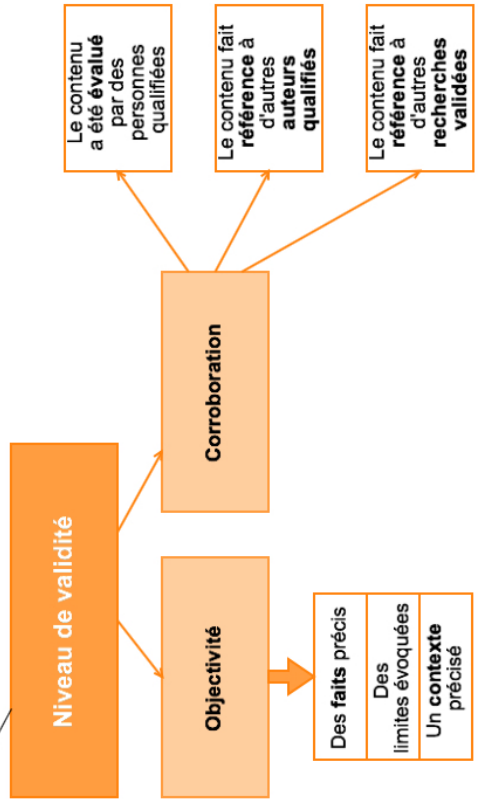 Niveau de validité
Objectivité
Des faits précis
Des
limites évoquées
Un contexte
précisé
Corroboration
Le contenu
a été évalué
par des
personnes
qualifiées
Le contenu fait
référence à
d'autres
auteurs
qualifiés
Le contenu fait
référence à
d'autres
recherches
validées